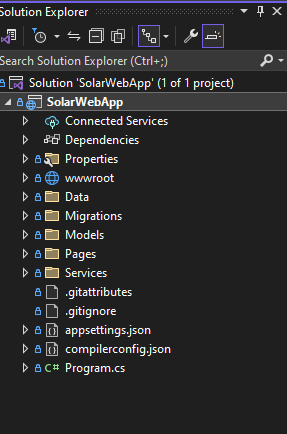 Solution Explorer
Search Solution Explorer (Ctrl+;)
Solution 'SolarWebApp' (1 of 1 project)
SolarWebApp
Connected Services
Dependencies
Properties
wwwroot
Data
Migrations
Models
Pages
Services
.gitattributes
.gitignore
appsettings.json
compilerconfig.json
C# Program.cs